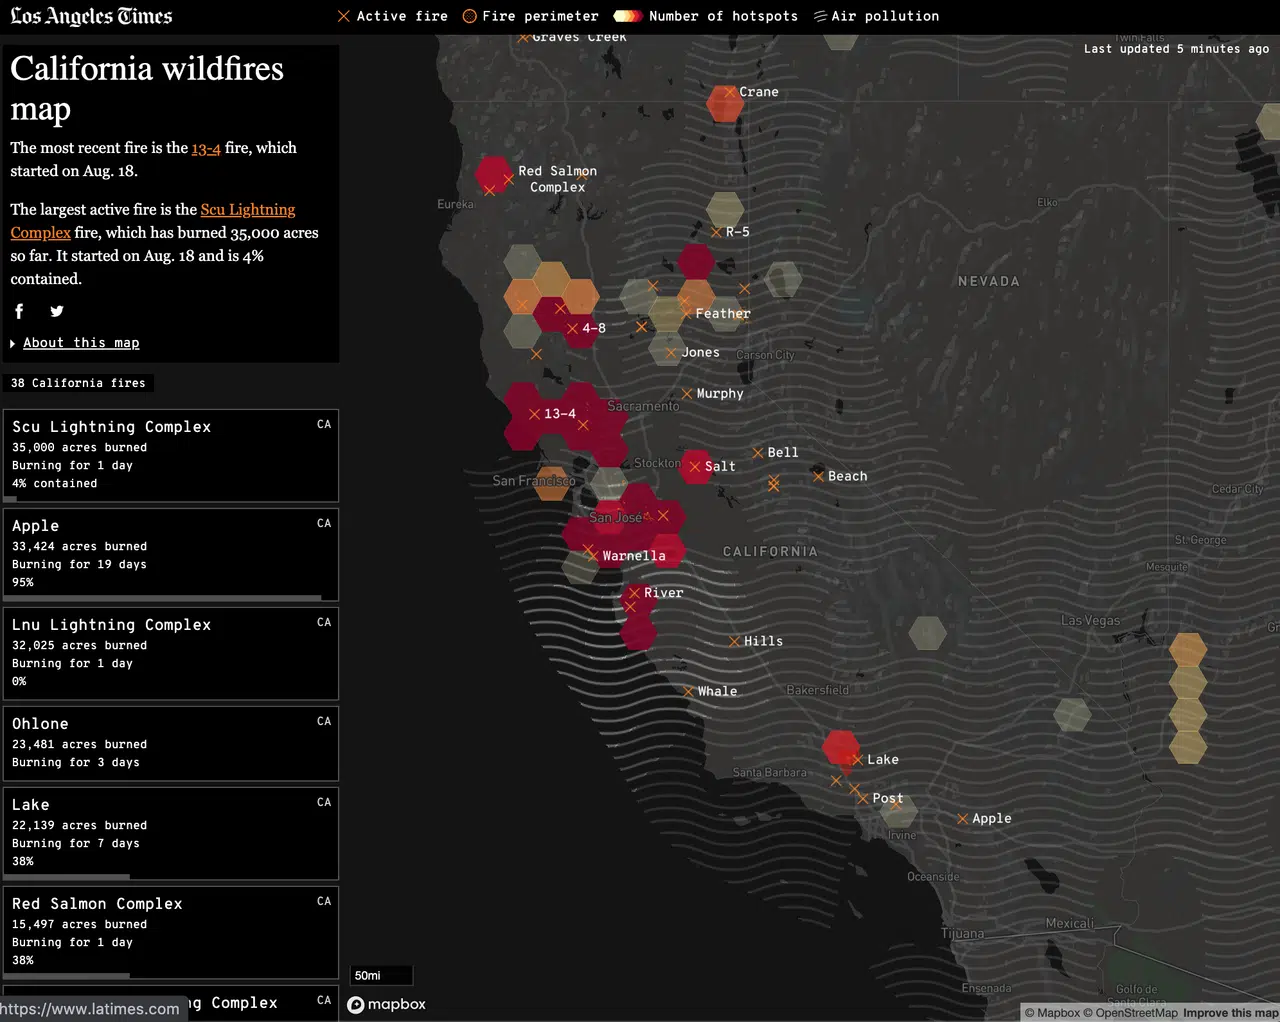 Los Angeles Times
Active fire
Fire perimeter
Number of hotspots
Air pollution
Last updated 5 minutes ago
California wildfires
map
The most recent fire is the 13-4 fire, which
started on Aug. 18.
The largest active fire is the Scu Lightning
Complex fire, which has burned 35,000 acres
so far. It started on Aug. 18 and is 4%
contained.
About this map
38 California fires
Scu Lightning Complex CA
35,000 acres burned
Burning for 1 day
4% contained
Apple CA
33,424 acres burned
Burning for 19 days
95%
Lnu Lightning Complex CA
32,025 acres burned
Burning for 1 day
0%
Ohlone CA
23,481 acres burned
Burning for 3 days
Lake CA
22,139 acres burned
Burning for 7 days
38%
Red Salmon Complex CA
15,497 acres burned
Burning for 1 day
38%
ng Complex CA
https://www.latimes.com
Graves Creek
Twin Falls
Crane
Red Salmon
Complex
Eureka
Elko
R-5
NEVADA
Feather
4-8
Jones
Carson City
Murphy
13-4
Sacramento
Bell
Stockton
Salt
Beach
San Francisco
Cedar City
San José
St. George
CALIFORNIA
Warnella
Mesquite
River
Las Vegas
Gr
Hills
Whale
Bakersfield
Lake
Santa Barbara
Post
Apple
Irvine
Oceanside
Mexicali
Tijuana
Ensenada
Golfo de
Santa Clara
50mi
mapbox
© Mapbox © OpenStreetMap Improve this map